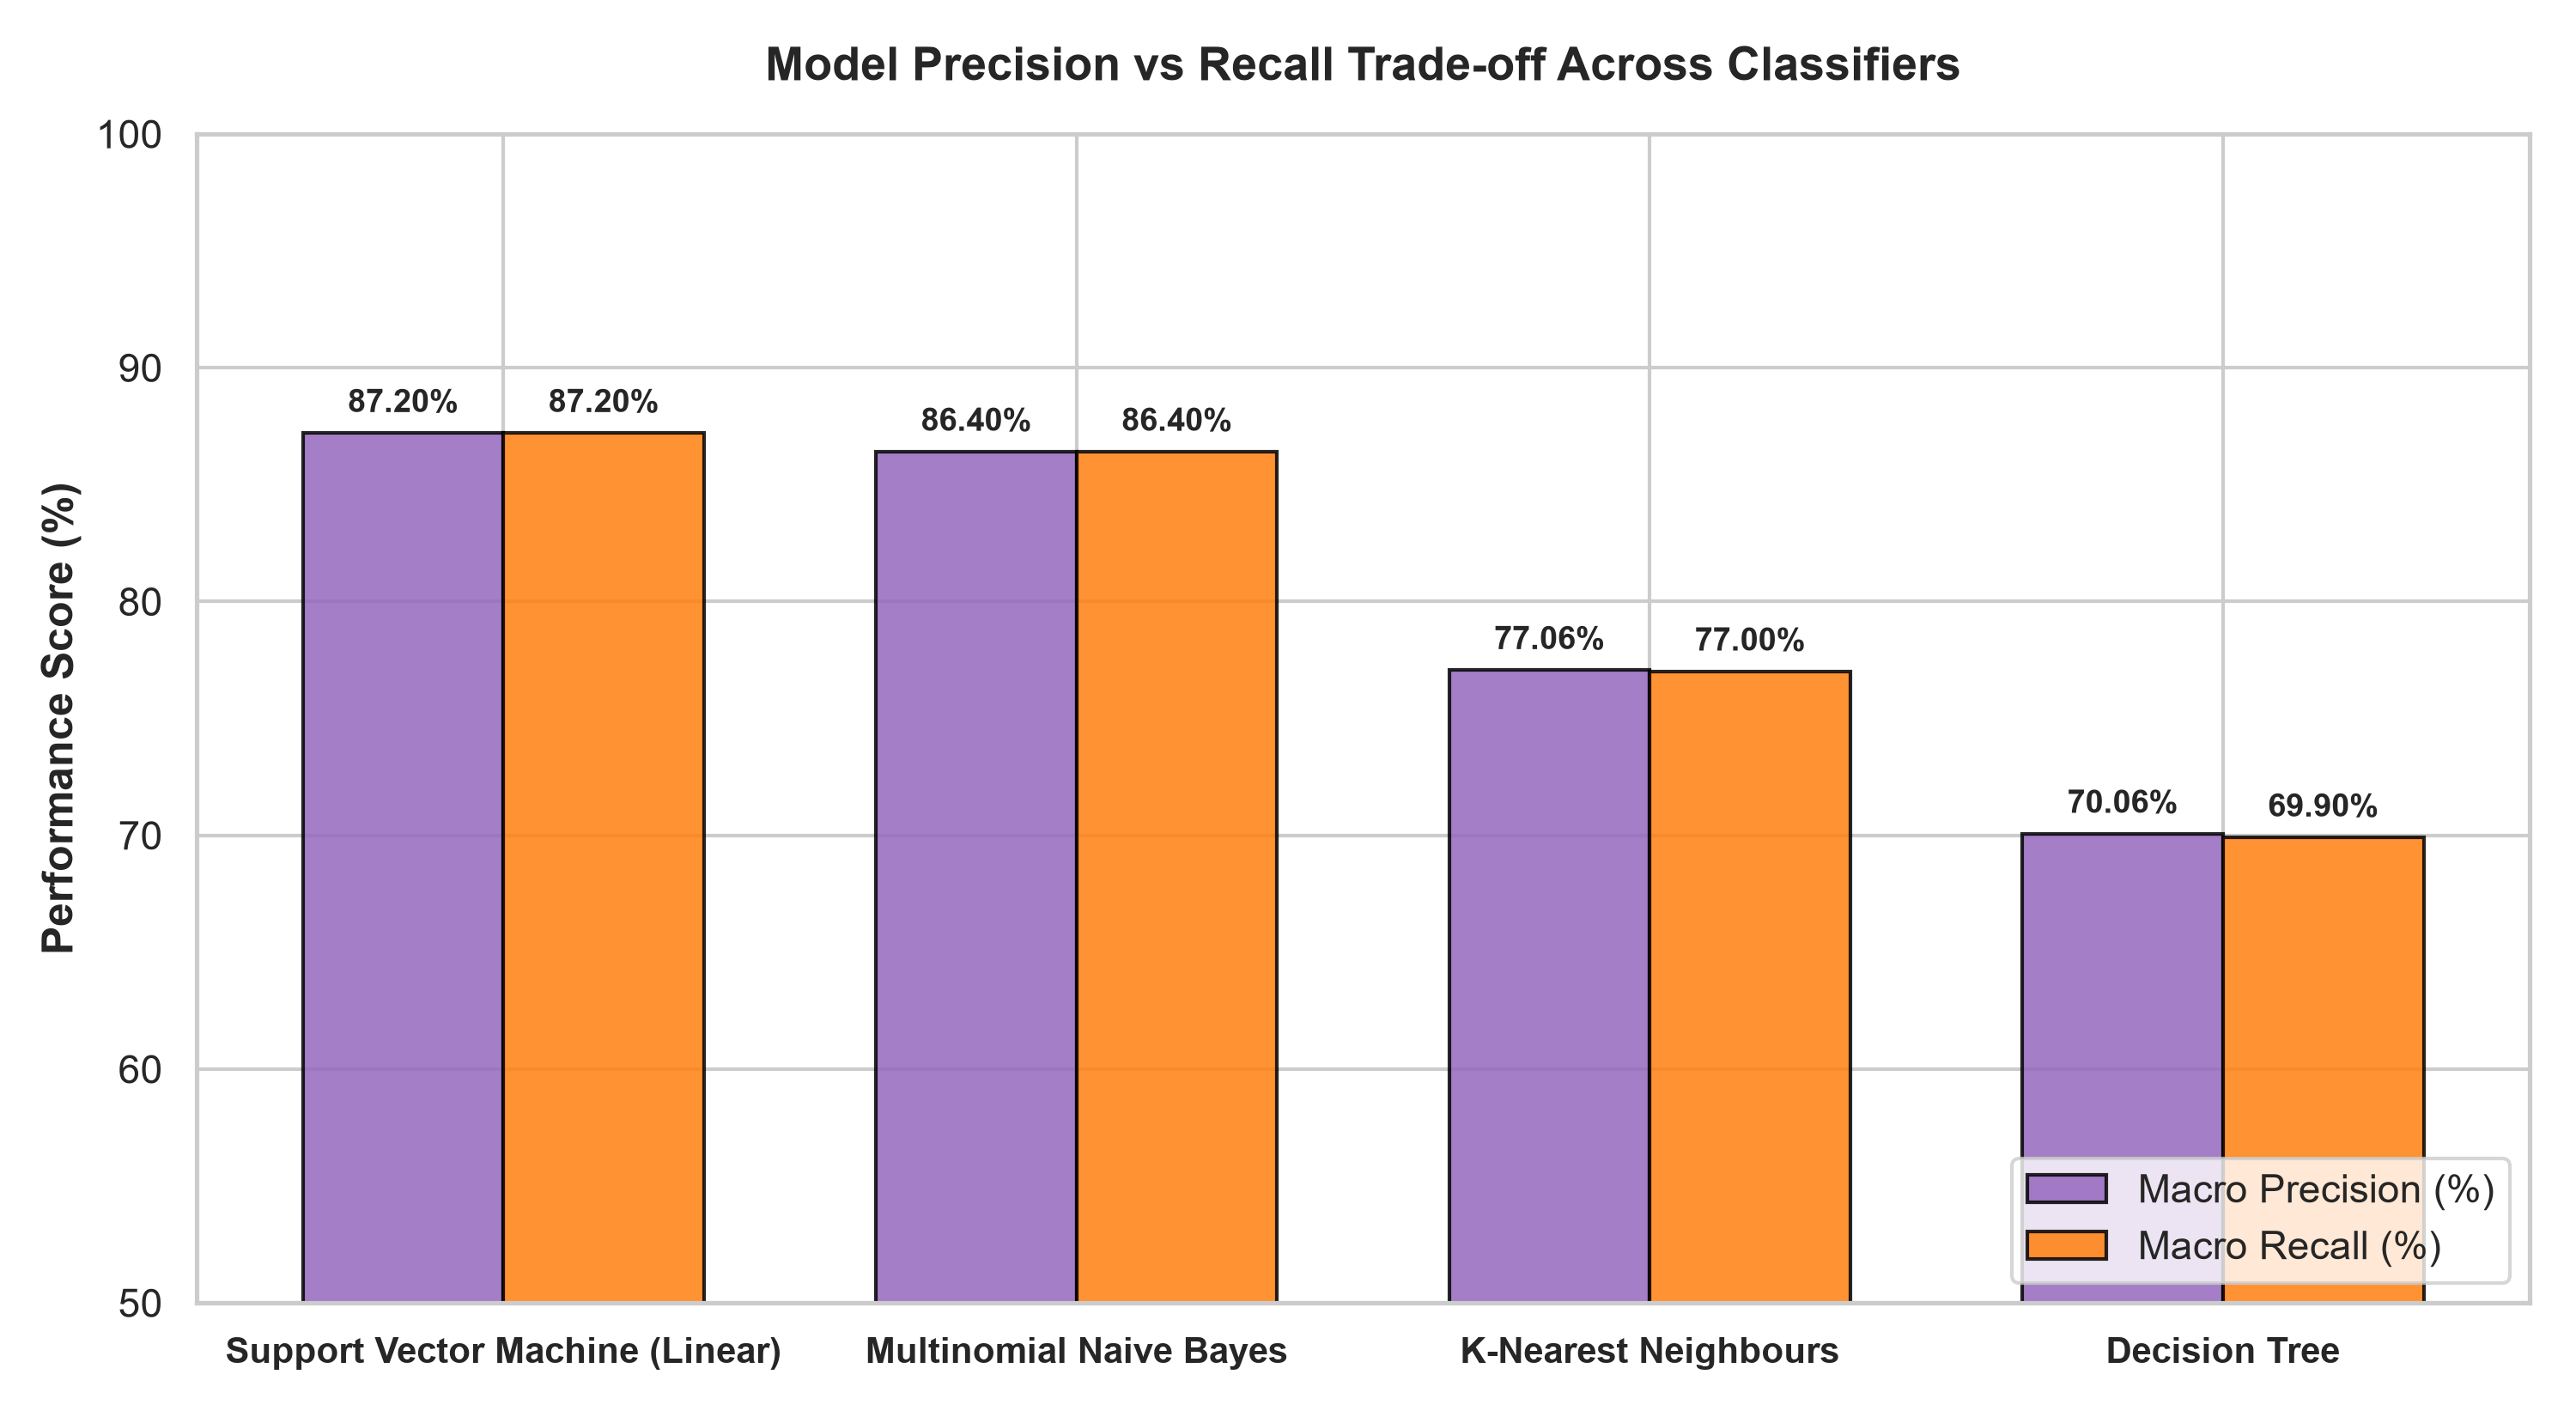 Model Precision vs Recall Trade-off Across Classifiers
Performance Score (%)
100
90
80
70
60
50
87.20%
87.20%
86.40%
86.40%
77.06%
77.00%
70.06%
69.90%
Macro Precision (%)
Macro Recall (%)
Support Vector Machine (Linear)
Multinomial Naive Bayes
K-Nearest Neighbours
Decision Tree